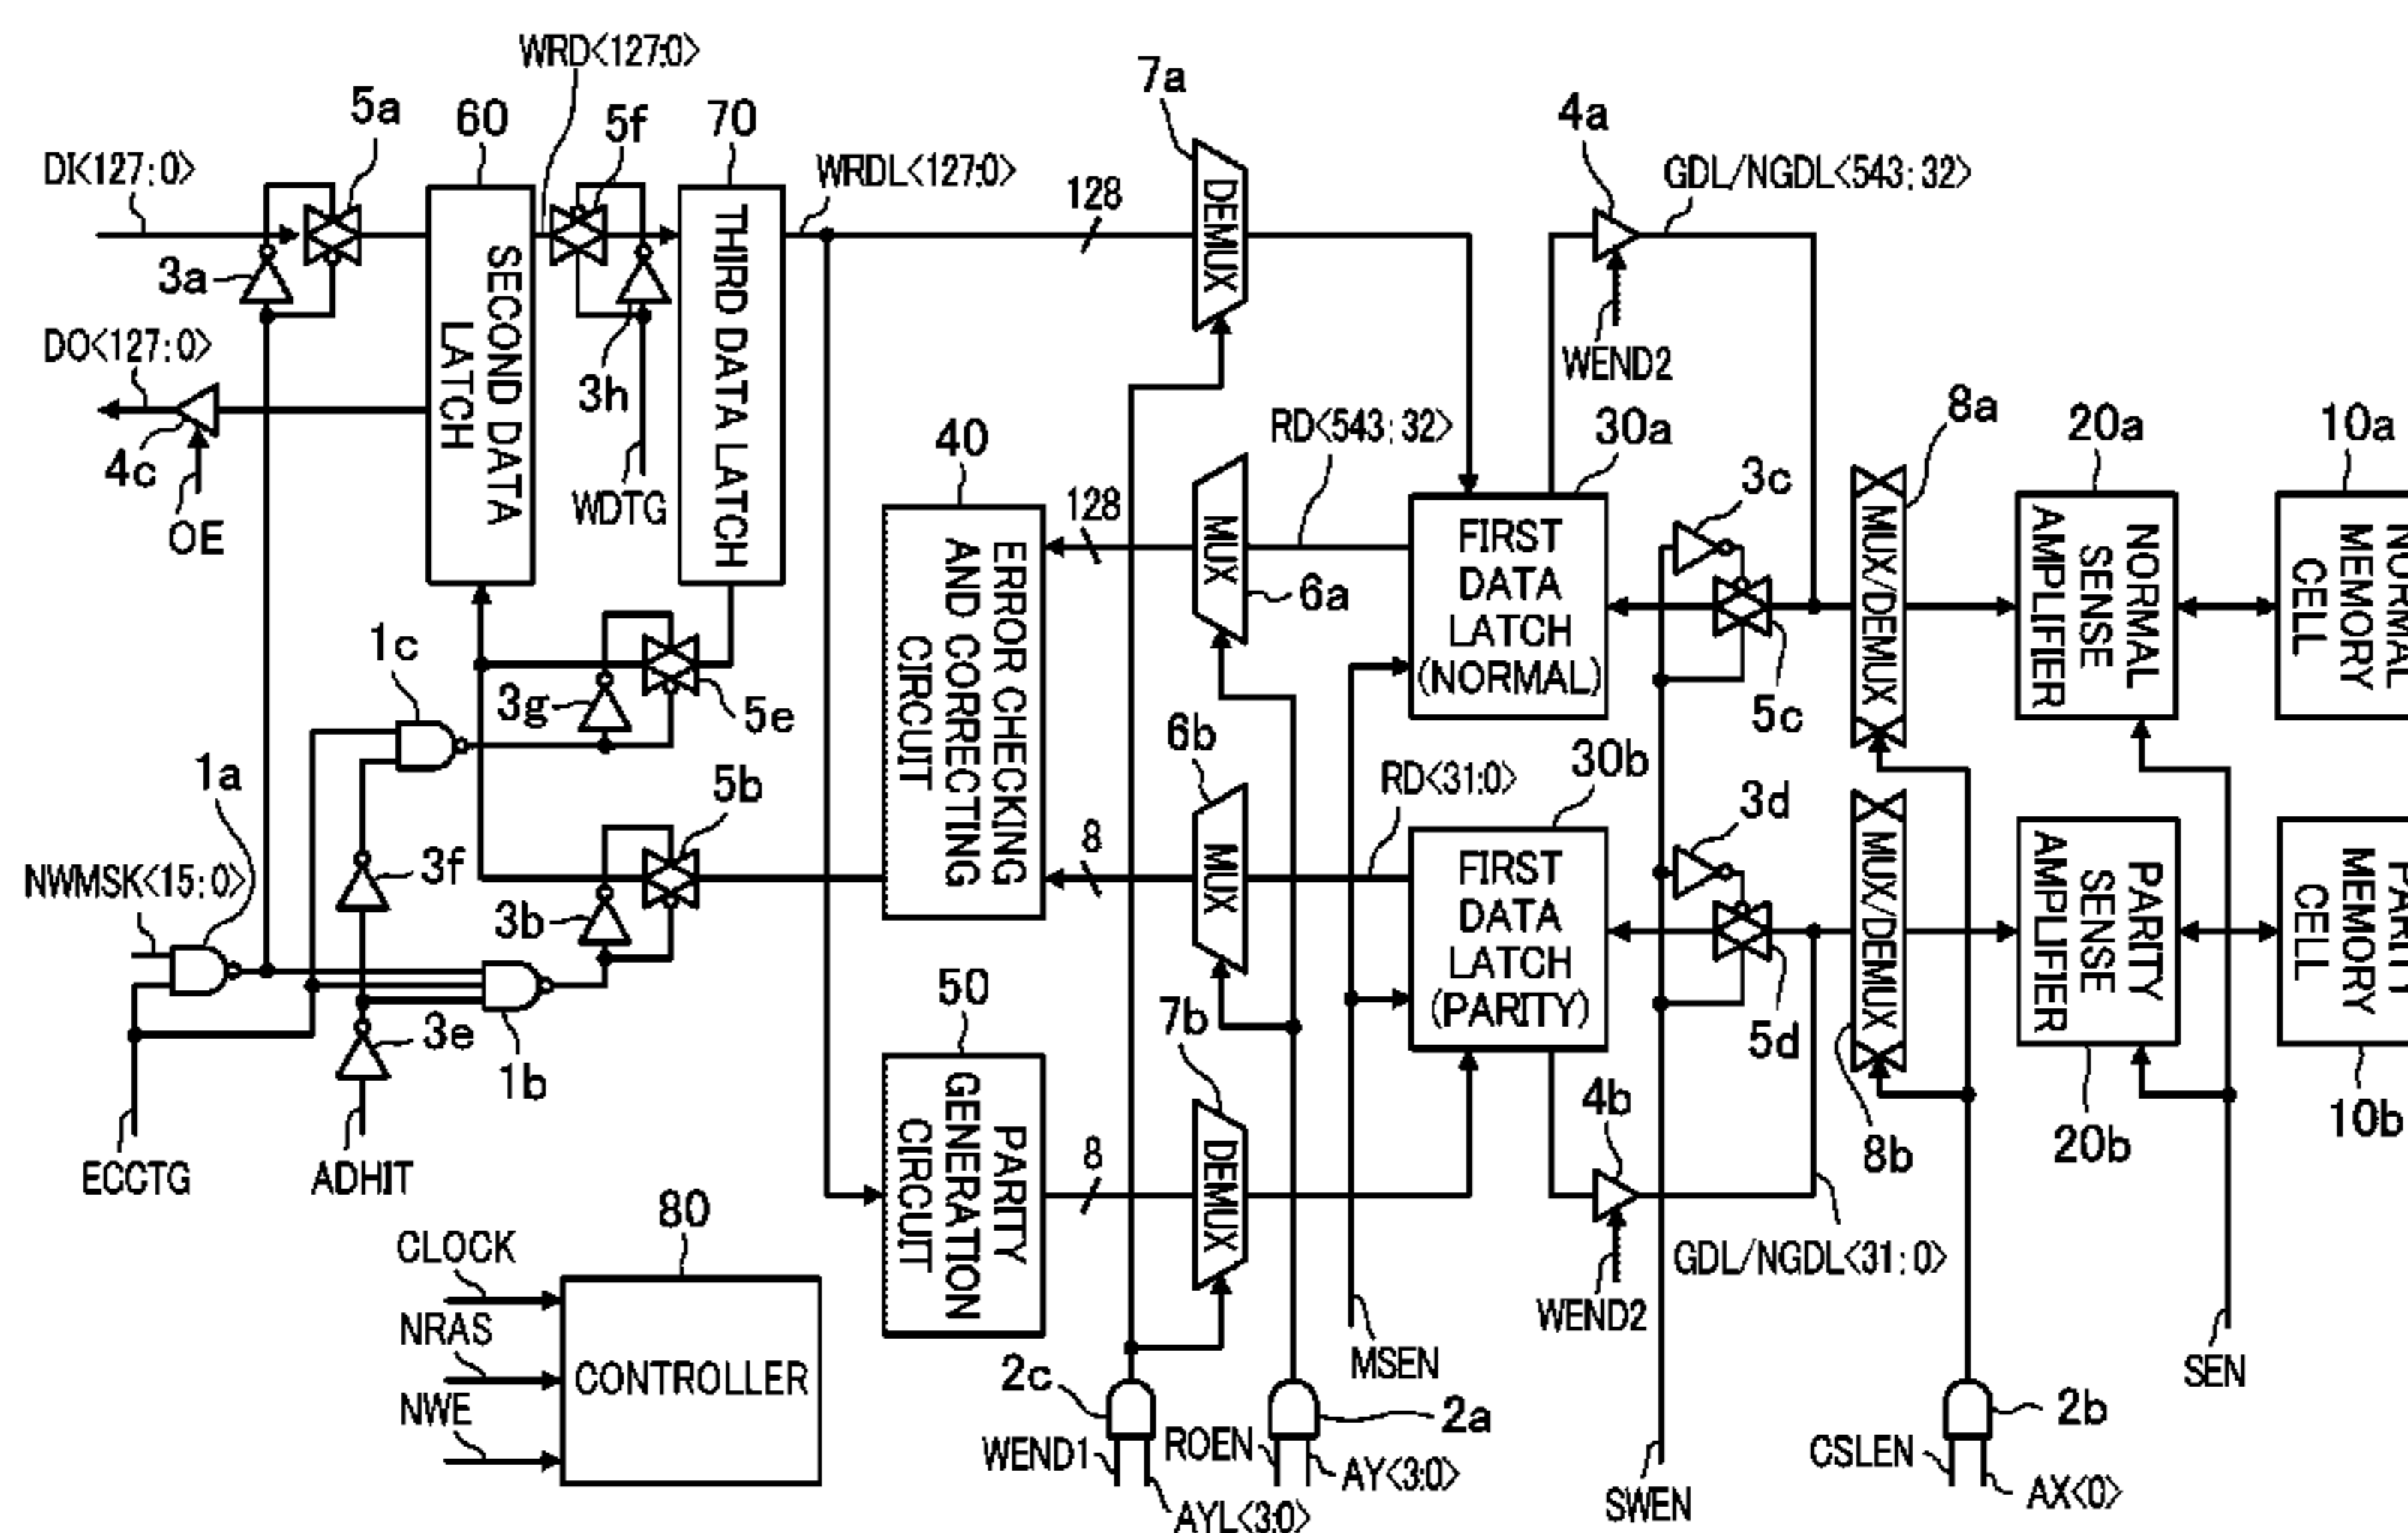 WRD<127:0>
7a
5a
60
5f
70
4a
DI<127:0>
WRDL<127:0>
128
GDL/NGDL<543:32>
3a
DEMUX
SECOND DATA
LATCH
THIRD DATA LATCH
DO<127:0>
3h
WEND2
4c
OE
WDTG
40
RD<543:32>
30a
8a
20a
10a
128
MUX
6a
3c
FIRST
DATA
LATCH
(NORMAL)
MUX/DEMUX
NORMAL
SENSE
AMPLIFIER
NORMAL
MEMORY
CELL
ERROR CHECKING
AND CORRECTING
CIRCUIT
1c
3g
5e
5c
1a
5b
6b
RD<31:0>
30b
3d
NWMSK<15:0>
3f
3b
8
MUX
FIRST
DATA
LATCH
(PARITY)
MUX/DEMUX
PARITY
SENSE
AMPLIFIER
PARITY
MEMORY
CELL
3e
1b
50
7b
5d
4b
8b
20b
10b
ECCTG
ADHIT
80
PARITY
GENERATION
CIRCUIT
8
DEMUX
CLOCK
NRAS
NWE
CONTROLLER
GDL/NGDL<31:0>
WEND2
MSEN
SEN
2c
2a
2b
WEND1
ROEN
AY<3:0>
AYL<3:0>
SWEN
CSLEN
AX<0>